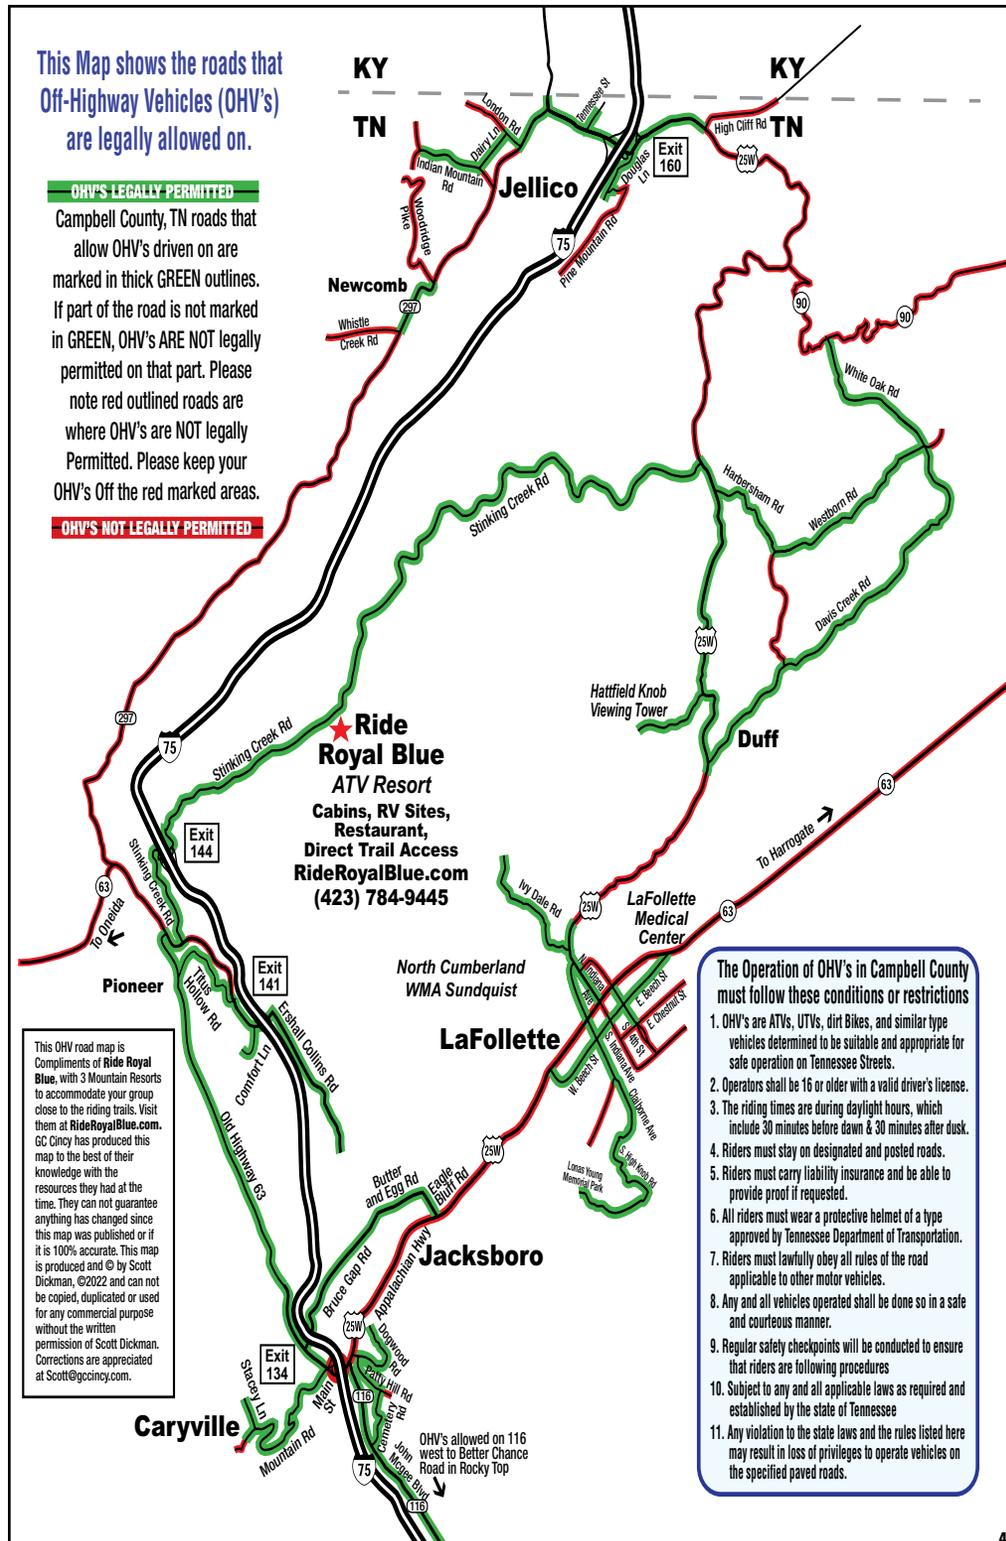 This Map shows the roads that
Off-Highway Vehicles (OHV's)
are legally allowed on.
OHV'S LEGALLY PERMITTED
Campbell County, TN roads that
allow OHV's driven on are
marked in thick GREEN outlines.
If part of the road is not marked
in GREEN, OHV's ARE NOT legally
permitted on that part. Please
note red outlined roads are
where OHV's are NOT legally
Permitted. Please keep your
OHV's Off the red marked areas.
OHV'S NOT LEGALLY PERMITTED
KY
TN
KY
TN
London Rd
Dairy Ln
Tennessee St
Indian Mountain
Rd
Jellico
Douglas
Ln
Exit
160
High Cliff Rd
25W
Woodridge
Pike
75
Pine Mountain Rd
Newcomb
297
Whistle
Creek Rd
90
90
White Oak Rd
Stinking Creek Rd
Harbersham Rd
Westborn Rd
Davis Creek Rd
25W
Hattfield Knob
Viewing Tower
Duff
297
75
Stinking Creek Rd
Ride
Royal Blue
ATV Resort
Cabins, RV Sites,
Restaurant,
Direct Trail Access
RideRoyalBlue.com
(423) 784-9445
63
To Harrogate
Exit
144
Stinking Creek Rd
63
To Oneida
Ivy Dale Rd
25W
LaFollette
Medical
Center
63
North Cumberland
WMA Sundquist
Pioneer
Titus
Hollow Rd
Exit
141
Ershall Collins Rd
Comfort Ln
LaFollette
N. Indiana
Ave
E. Beech St
E. Chestnut St
S. 4th St.
S. Indiana Ave
W. Beech St
Claiborne Ave
S. High Knob Rd
Lonas Young
Memorial Park
25W
Old Highway 63
Butter
and Egg Rd
Eagle
Bluff Rd
Jacksboro
Bruce Gap Rd
Appalachian Hwy
25W
Dogwood
Rd
Exit
134
Patty Hill Rd
116
Stacey Ln
Main
St
Cemetery
Rd
Caryville
Mountain Rd
John
Mcgee Blvd
75
116
OHV's allowed on 116
west to Better Chance
Road in Rocky Top
This OHV road map is
Compliments of Ride Royal
Blue, with 3 Mountain Resorts
to accommodate your group
close to the riding trails. Visit
them at RideRoyalBlue.com.
GC Cincy has produced this
map to the best of their
knowledge with the
resources they had at the
time. They can not guarantee
anything has changed since
this map was published or if
it is 100% accurate. This map
is produced and © by Scott
Dickman, ©2022 and can not
be copied, duplicated or used
for any commercial purpose
without the written
permission of Scott Dickman.
Corrections are appreciated
at Scott@gccincy.com.
The Operation of OHV's in Campbell County
must follow these conditions or restrictions
1. OHV's are ATVs, UTVs, dirt Bikes, and similar type
vehicles determined to be suitable and appropriate for
safe operation on Tennessee Streets.
2. Operators shall be 16 or older with a valid driver's license.
3. The riding times are during daylight hours, which
include 30 minutes before dawn & 30 minutes after dusk.
4. Riders must stay on designated and posted roads.
5. Riders must carry liability insurance and be able to
provide proof if requested.
6. All riders must wear a protective helmet of a type
approved by Tennessee Department of Transportation.
7. Riders must lawfully obey all rules of the road
applicable to other motor vehicles.
8. Any and all vehicles operated shall be done so in a safe
and courteous manner.
9. Regular safety checkpoints will be conducted to ensure
that riders are following procedures
10. Subject to any and all applicable laws as required and
established by the state of Tennessee
11. Any violation to the state laws and the rules listed here
may result in loss of privileges to operate vehicles on
the specified paved roads.
4